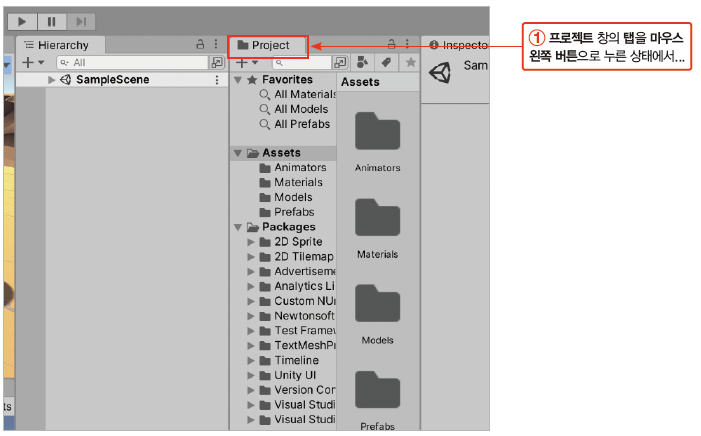 Hierarchy
Project
Inspecto
① 프로젝트 창의 탭을 마우스
왼쪽 버튼으로 누른 상태에서...
All
Sam
SampleScene
Favorites
All Materials
All Models
All Prefabs
Assets
Animators
Materials
Models
Prefabs
Packages
2D Sprite
2D Tilemap
Advertiseme
Analytics Li
Custom NU
Newtonsoft
Test Framew
TextMeshPr
Timeline
Unity UI
Version Con
Visual Studi
Visual Studi
Assets
Animators
Materials
Models
Prefabs
ts